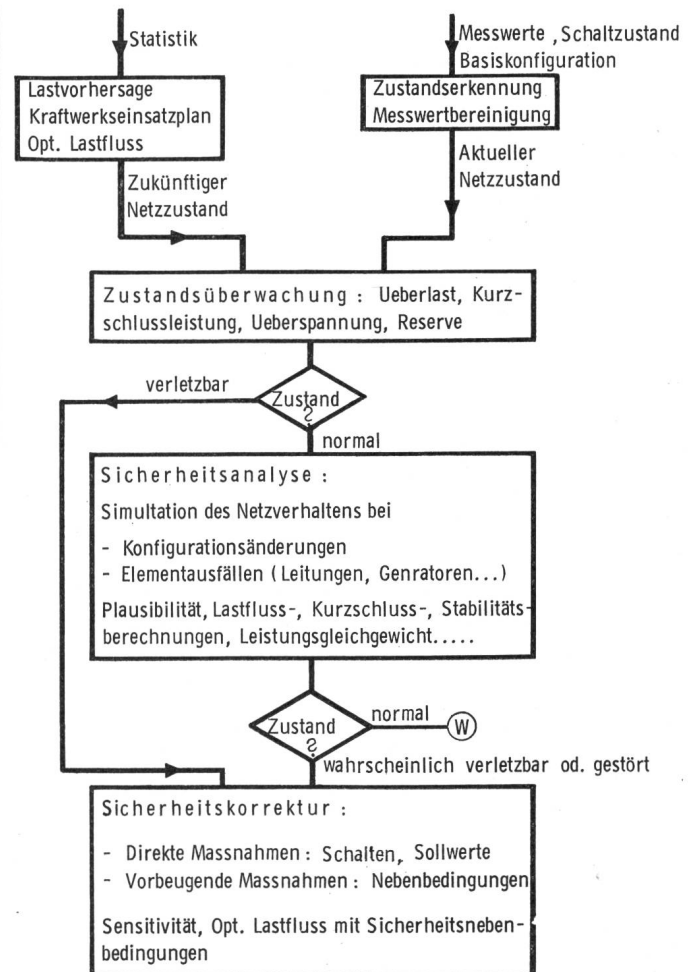 Statistik
Messwerte , Schaltzustand
Basiskonfiguration
Lastvorhersage
Kraftwerkseinsatzplan
Opt. Lastfluss
Zustandserkennung
Messwertbereinigung
Zukünftiger
Netzzustand
Aktueller
Netzzustand
Zustandsüberwachung : Ueberlast, Kurz-
schlussleistung, Ueberspannung, Reserve
verletzbar
Zustand
?
normal
Sicherheitsanalyse :
Simultation des Netzverhaltens bei
- Konfigurationsänderungen
- Elementausfällen ( Leitungen, Genratoren...)
Plausibilität, Lastfluss-, Kurzschluss-, Stabilitäts-
berechnungen, Leistungsgleichgewicht.....
Zustand
?
normal
W
wahrscheinlich verletzbar od. gestört
Sicherheitskorrektur :
- Direkte Massnahmen : Schalten, Sollwerte
- Vorbeugende Massnahmen : Nebenbedingungen
Sensitivität, Opt. Lastfluss mit Sicherheitsneben-
bedingungen